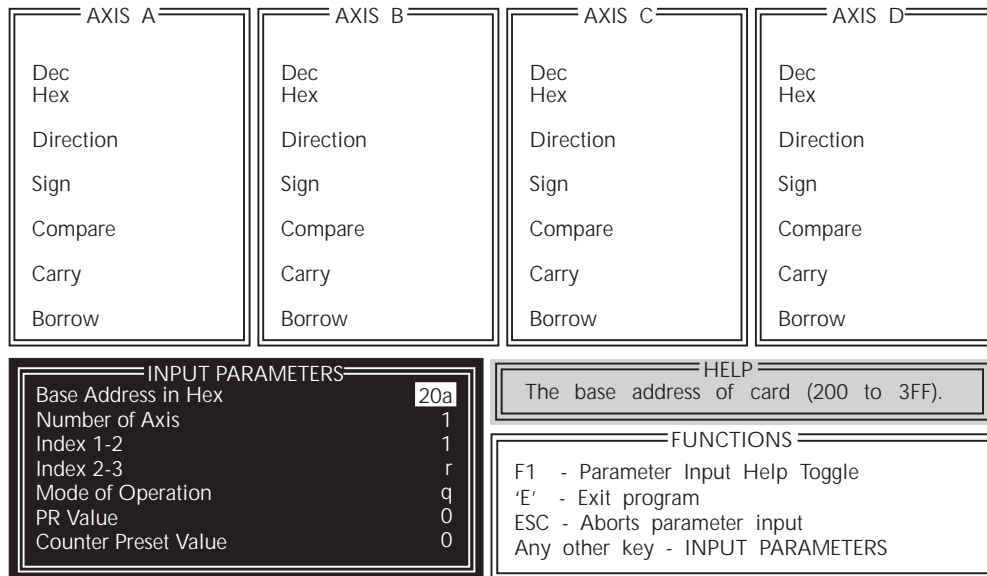 AXIS A
Dec
Hex
Direction
Sign
Compare
Carry
Borrow
AXIS B
Dec
Hex
Direction
Sign
Compare
Carry
Borrow
AXIS C
Dec
Hex
Direction
Sign
Compare
Carry
Borrow
AXIS D
Dec
Hex
Direction
Sign
Compare
Carry
Borrow
INPUT PARAMETERS
Base Address in Hex 20a
Number of Axis 1
Index 1-2 1
Index 2-3 r
Mode of Operation q
PR Value 0
Counter Preset Value 0
HELP
The base address of card (200 to 3FF).
FUNCTIONS
F1 - Parameter Input Help Toggle
‘E’ - Exit program
ESC - Aborts parameter input
Any other key - INPUT PARAMETERS